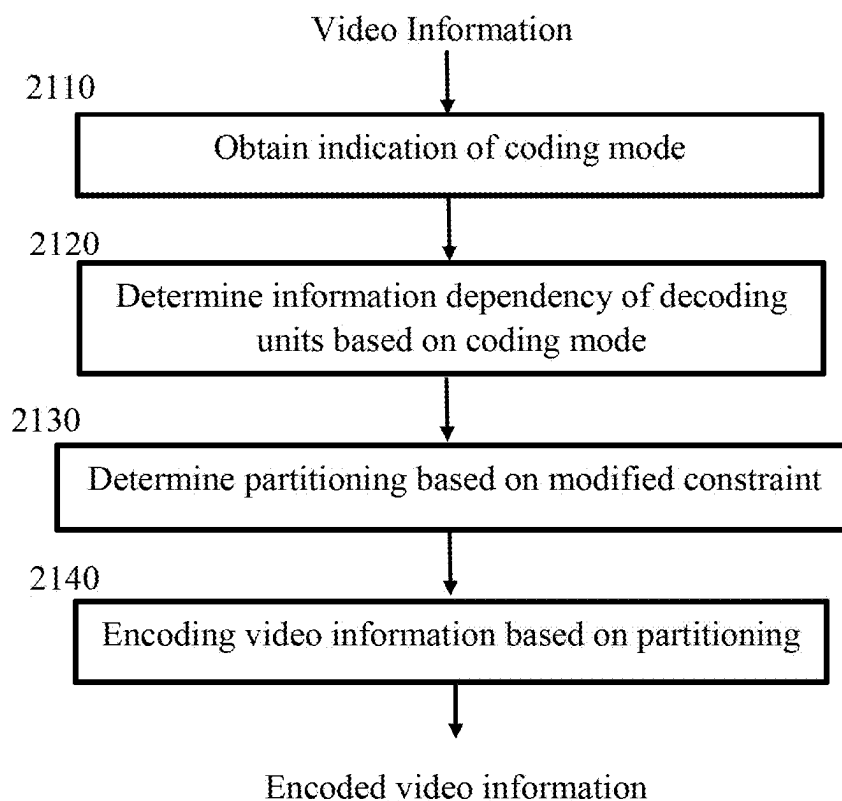 Video Information
2110
Obtain indication of coding mode
2120
Determine information dependency of decoding
units based on coding mode
2130
Determine partitioning based on modified constraint
2140
Encoding video information based on partitioning
Encoded video information